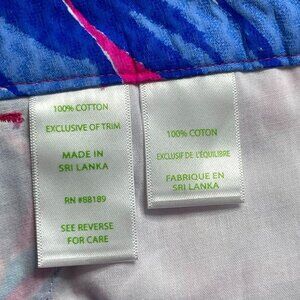 100% COTTON
EXCLUSIVE OF TRIM
MADE IN
SRI LANKA
RN #88189
SEE REVERSE
FOR CARE
100% COTON
EXCLUSIF DE L'ÉQUILIBRE
FABRIQUE EN
SRI LANKA